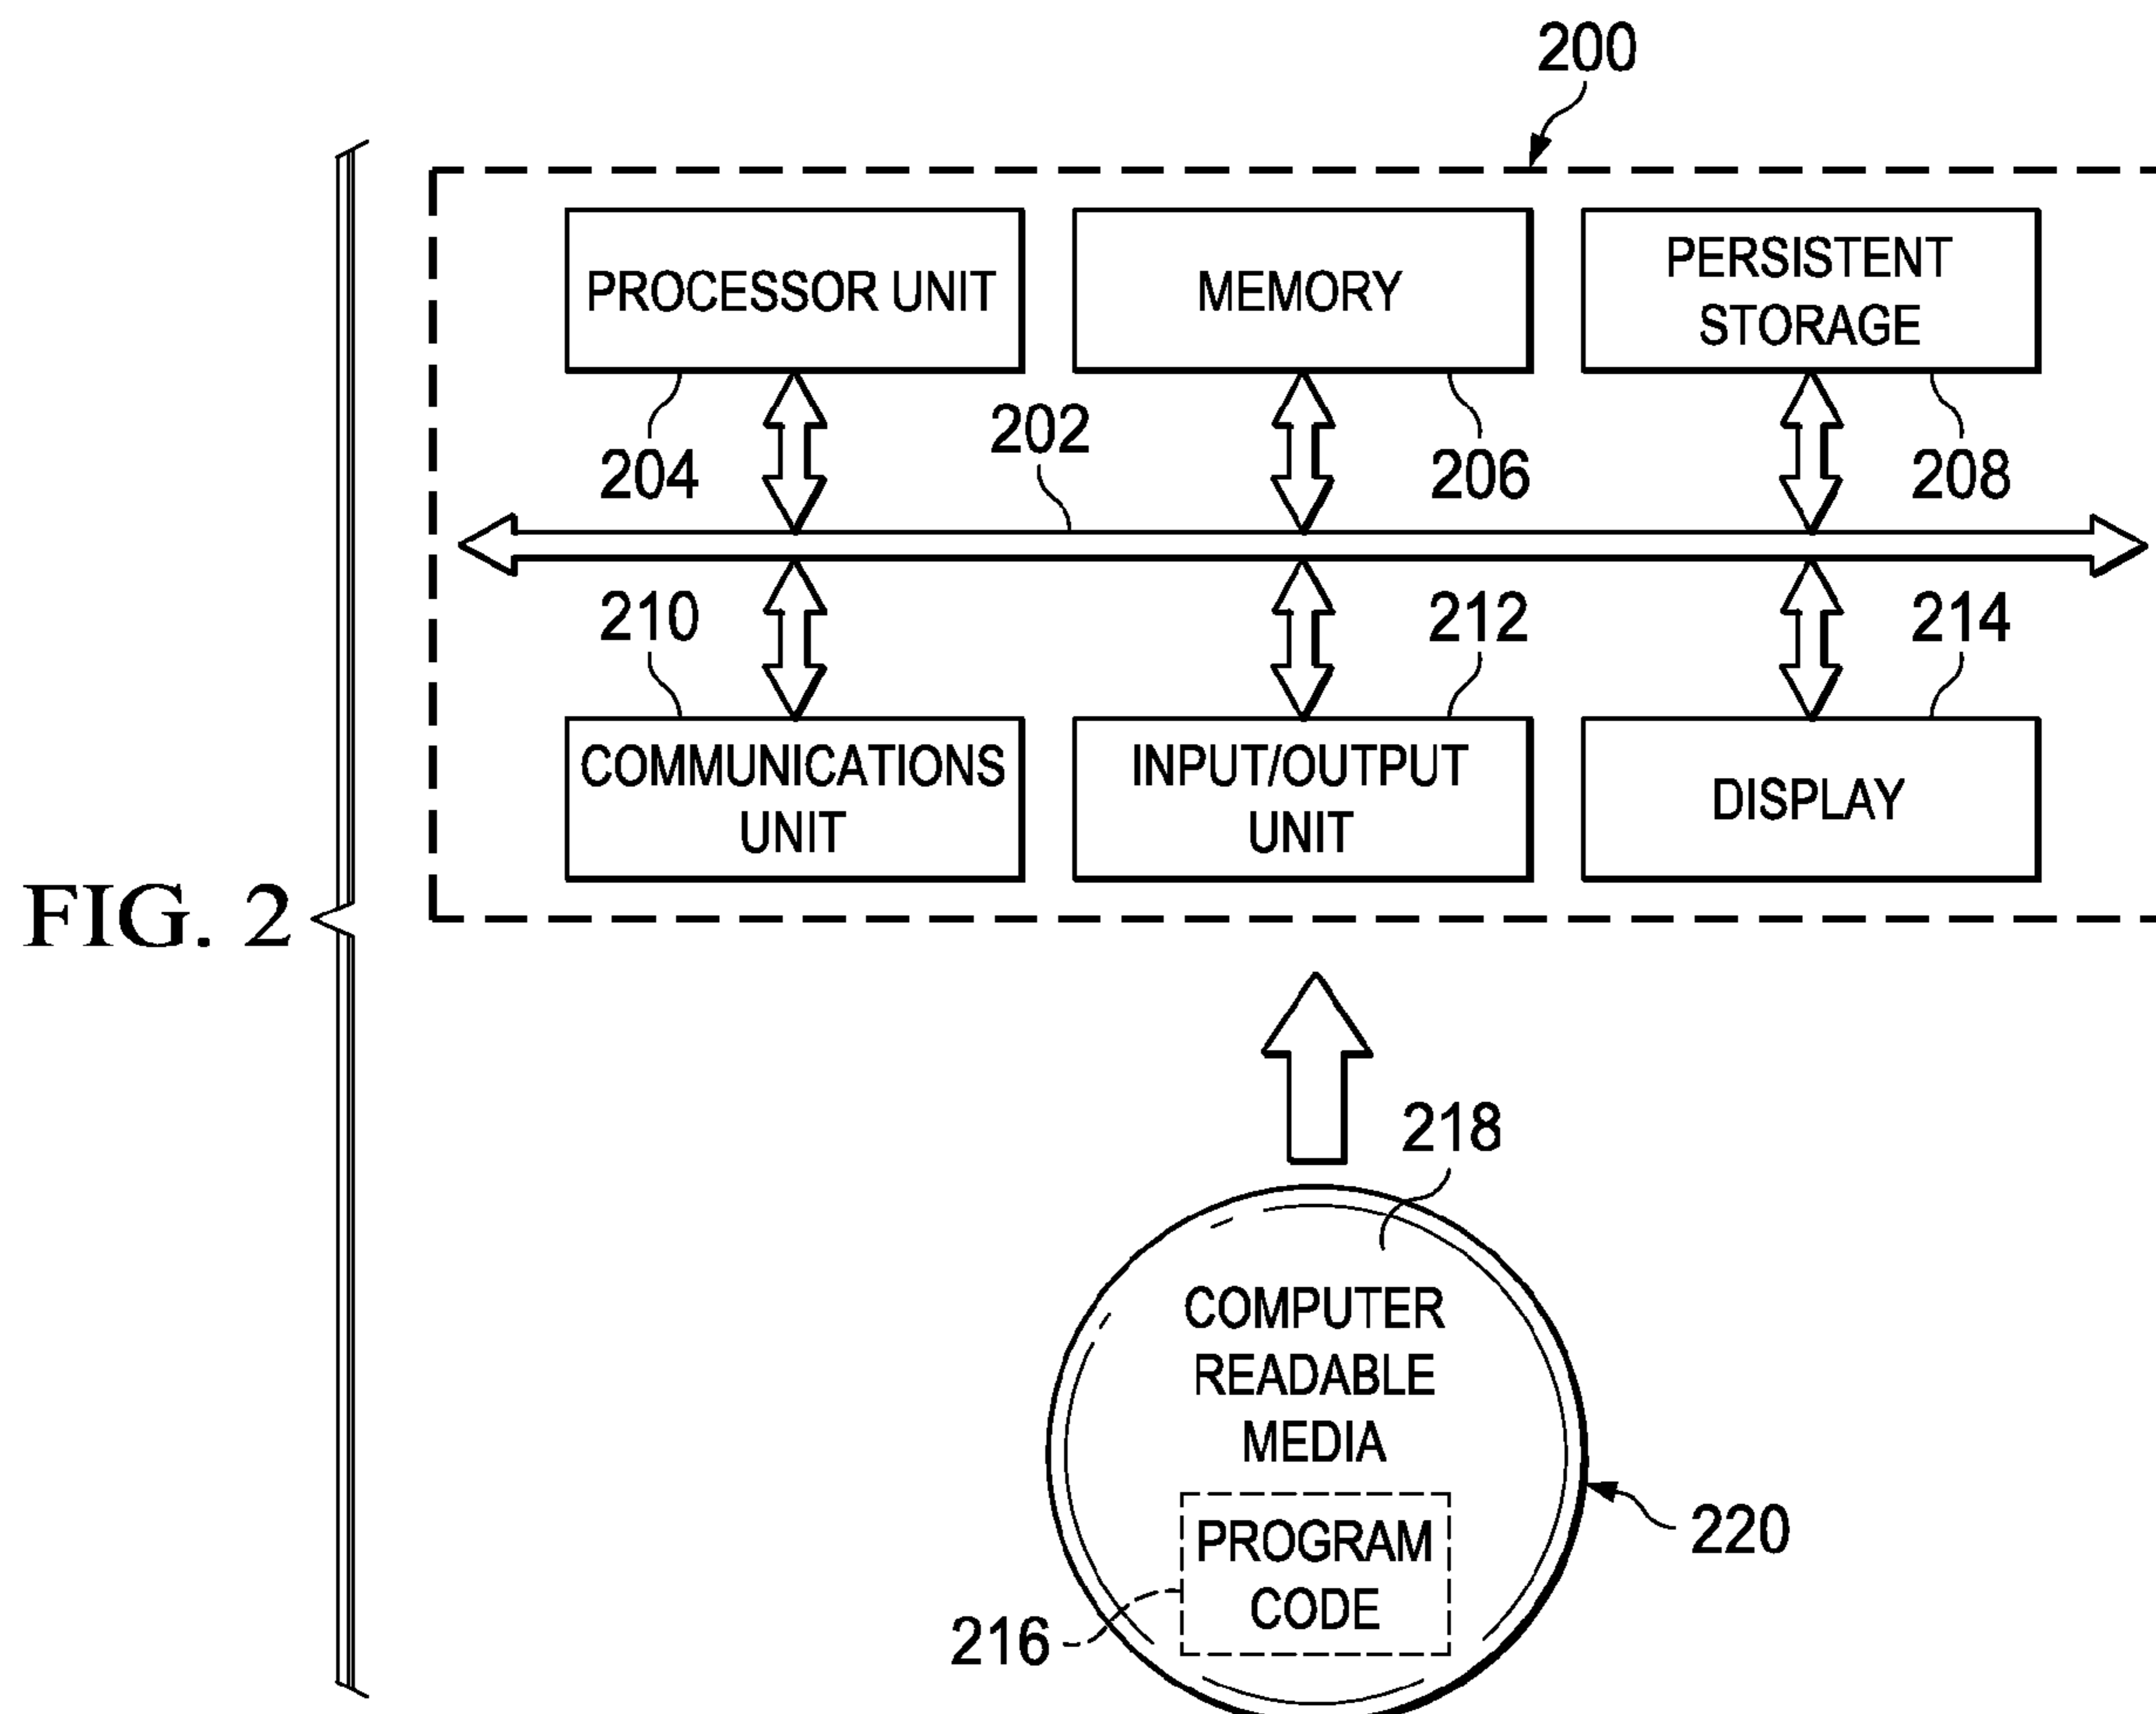 200
PROCESSOR UNIT
MEMORY
PERSISTENT
STORAGE
204
202
206
208
210
212
214
COMMUNICATIONS
UNIT
INPUT/OUTPUT
UNIT
DISPLAY
FIG. 2
218
COMPUTER
READABLE
MEDIA
PROGRAM
CODE
220
216